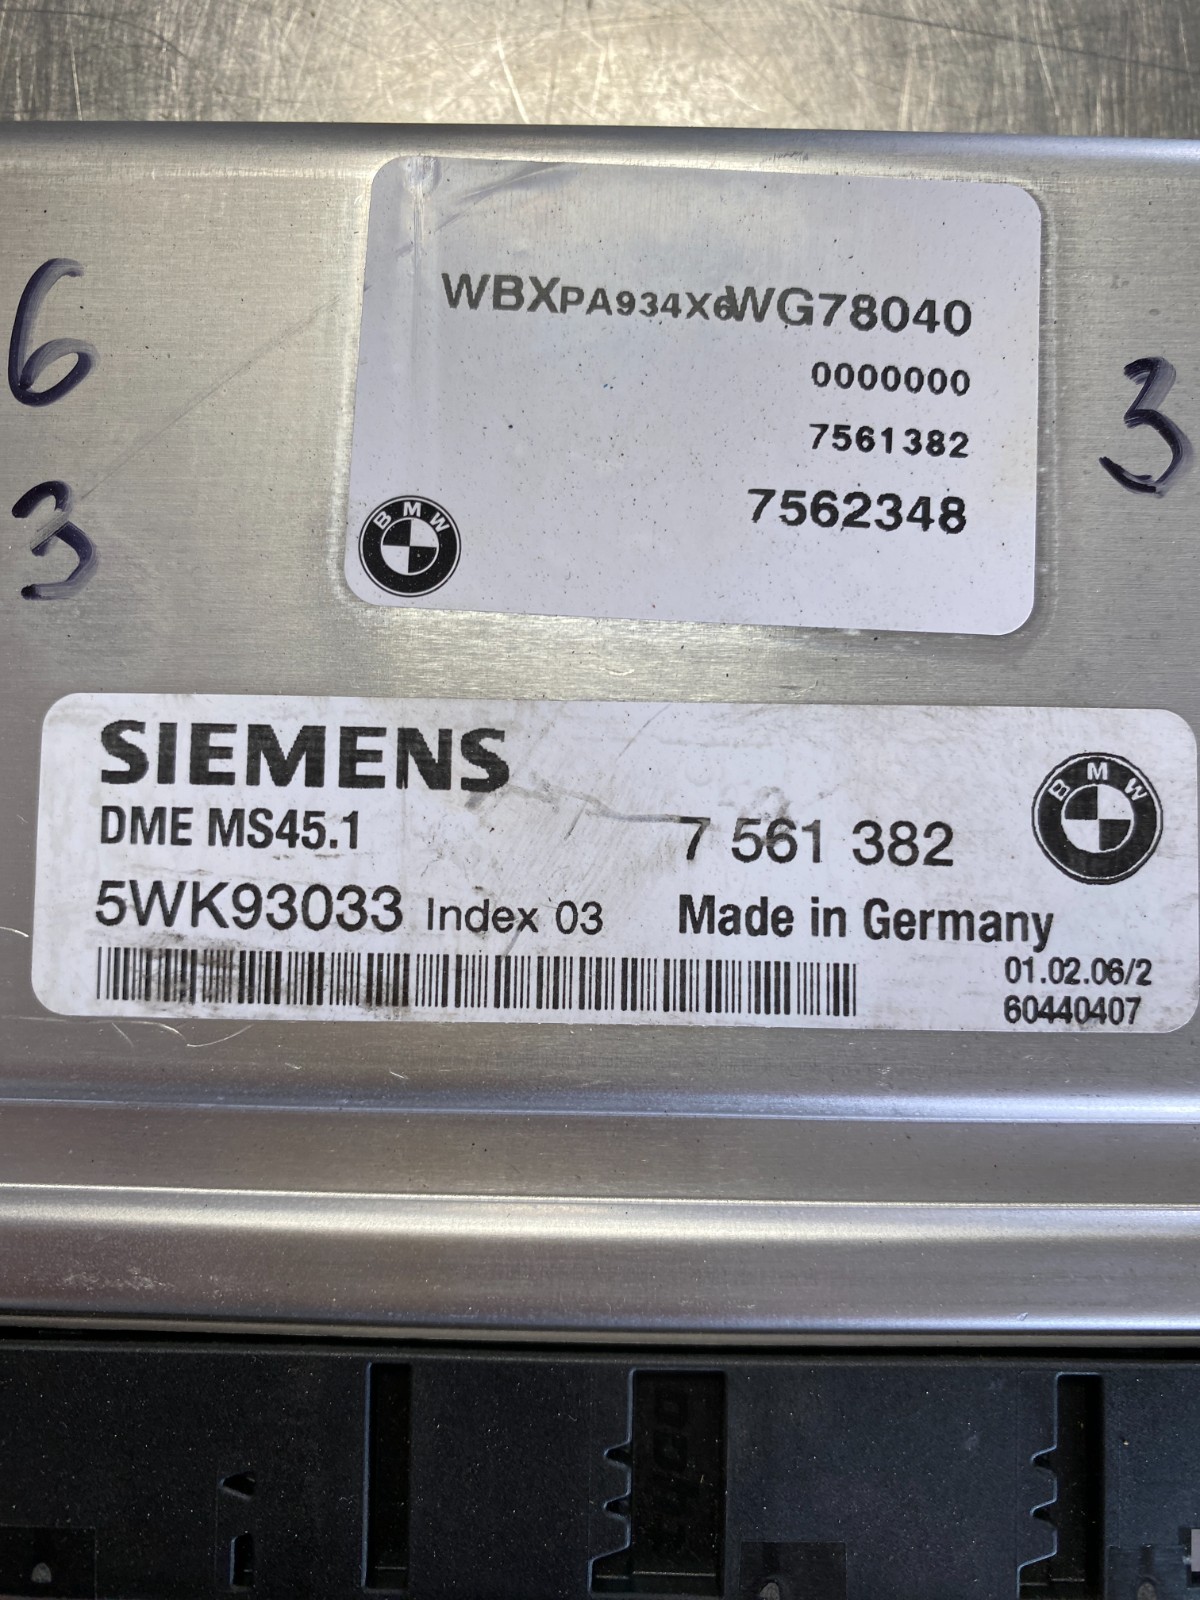 6
3
3
WBXPA934X6WG78040
0000000
7561382
7562348
BMW
SIEMENS
DME MS45.1
7 561 382
BMW
5WK93033 Index 03
Made in Germany
01.02.06/2
60440407